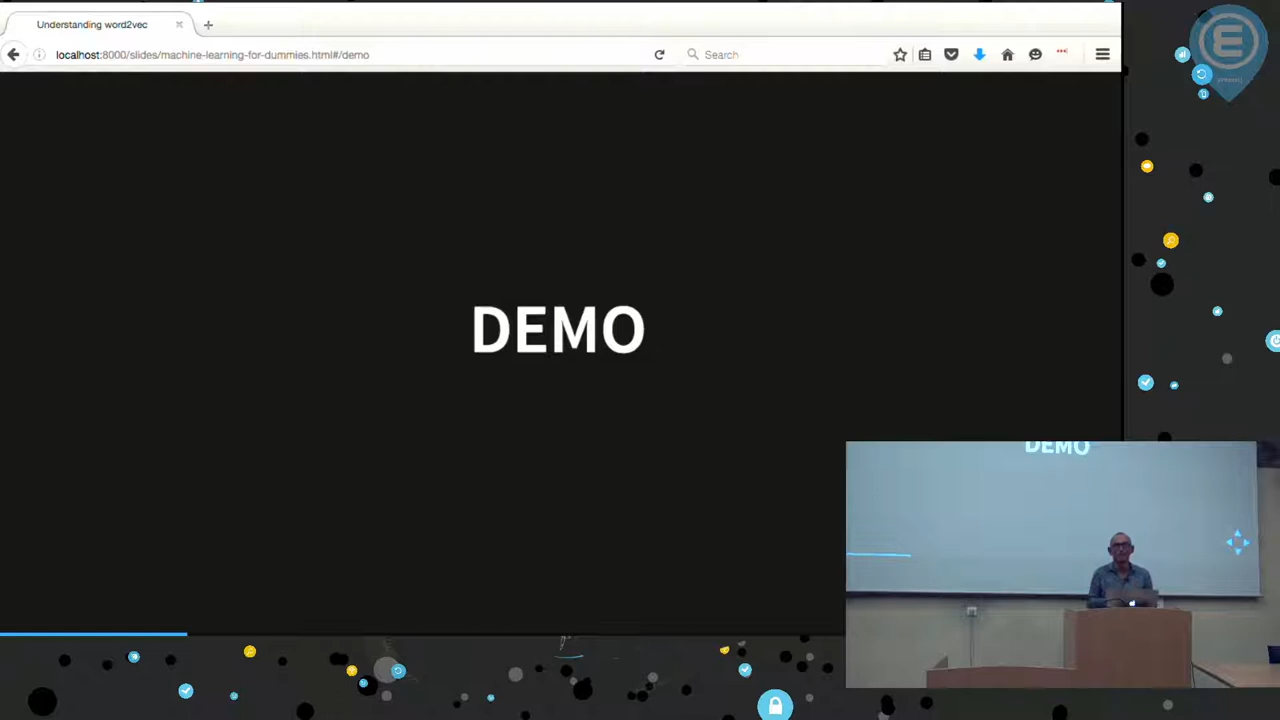 Understanding word2vec
localhost:8000/slides/machine-learning-for-dummies.html#/demo
Search
DEMO
DEMO
E